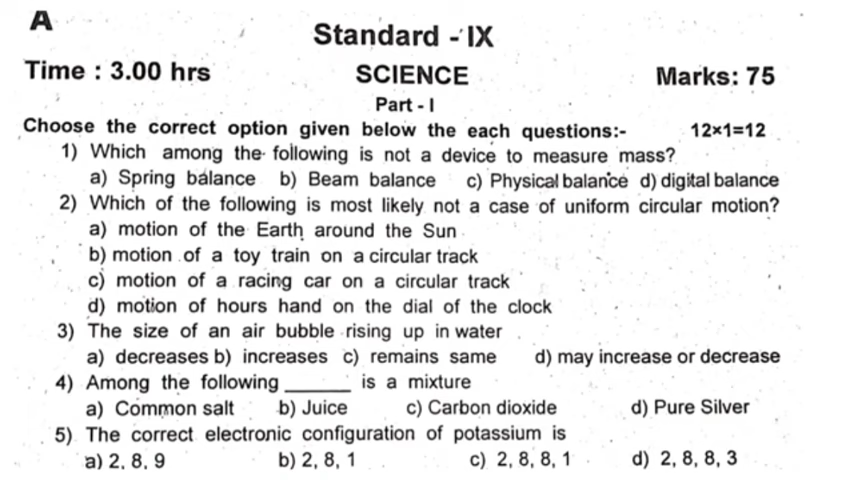 A
Standard - IX
Time : 3.00 hrs SCIENCE Marks: 75
Part - I
Choose the correct option given below the each questions:- 12×1=12
1) Which among the following is not a device to measure mass?
a) Spring balance b) Beam balance c) Physical balance d) digital balance
2) Which of the following is most likely not a case of uniform circular motion?
a) motion of the Earth around the Sun
b) motion of a toy train on a circular track
c) motion of a racing car on a circular track
d) motion of hours hand on the dial of the clock
3) The size of an air bubble rising up in water
a) decreases b) increases c) remains same d) may increase or decrease
4) Among the following ______ is a mixture
a) Common salt b) Juice c) Carbon dioxide d) Pure Silver
5) The correct electronic configuration of potassium is
a) 2, 8, 9 b) 2, 8, 1 c) 2, 8, 8, 1 d) 2, 8, 8, 3